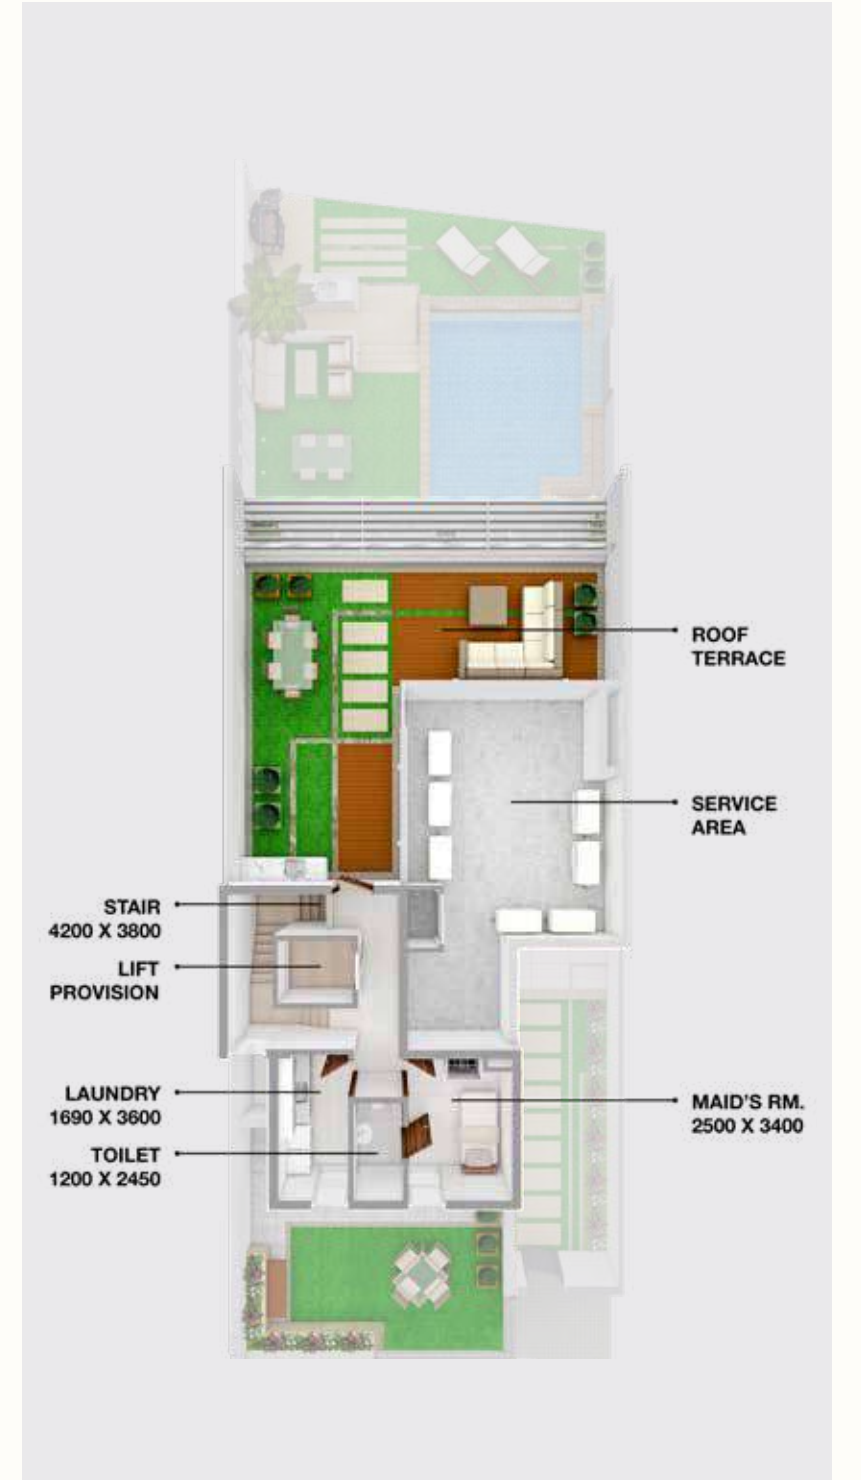 ROOF
TERRACE
SERVICE
AREA
STAIR
4200 X 3800
LIFT
PROVISION
LAUNDRY
1690 X 3600
MAID'S RM.
2500 X 3400
TOILET
1200 X 2450